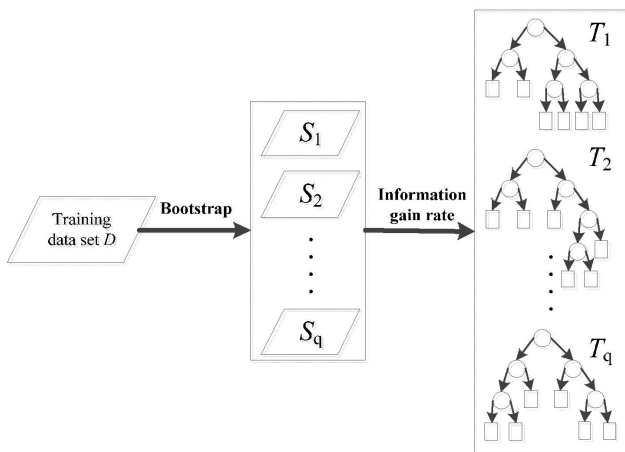 Training
data set D
Bootstrap
S1
S2
Sq
Information
gain rate
T1
T2
Tq